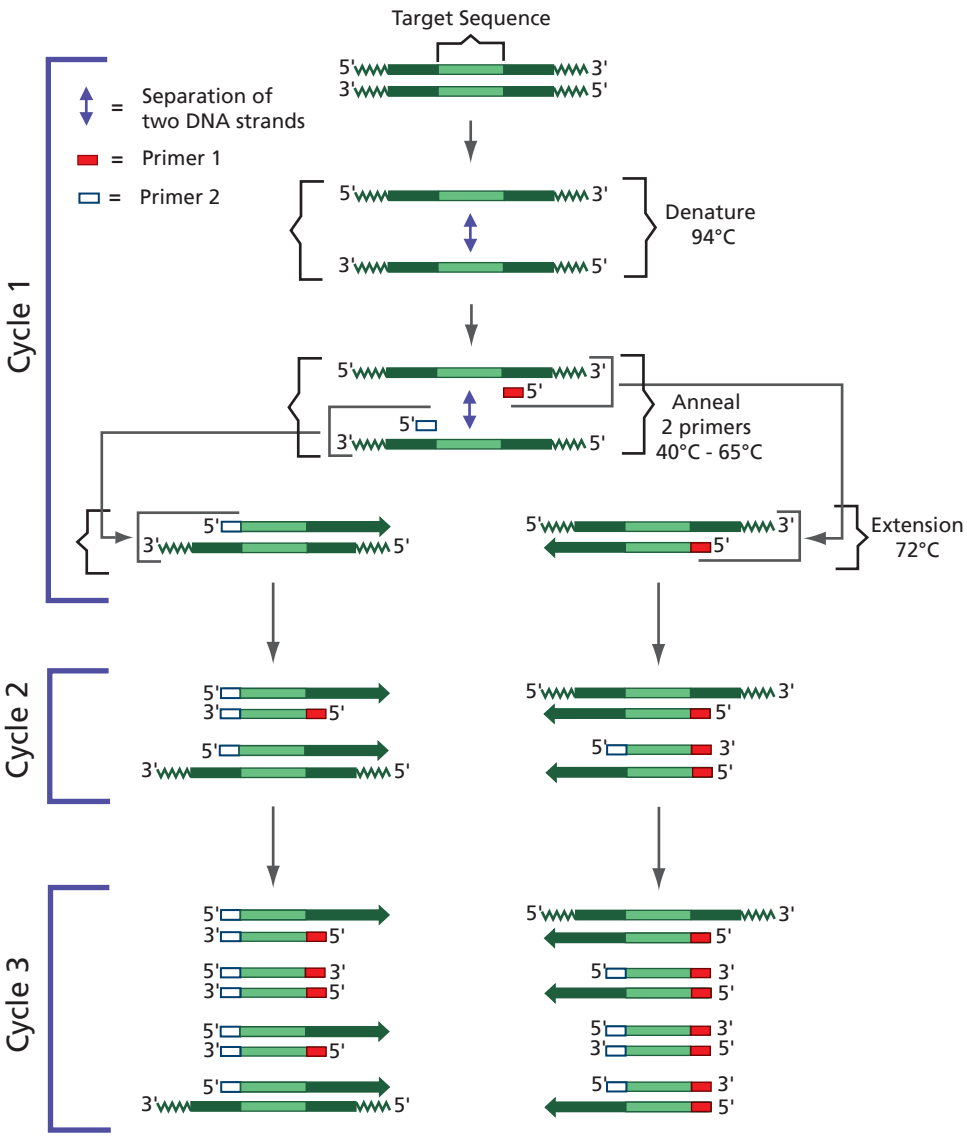 Target Sequence
5' 3'
3' 5'
= Separation of
two DNA strands
= Primer 1
= Primer 2
Cycle 1
5' 3'
3' 5'
Denature
94°C
5' 3'
5'
5'
3' 5'
Anneal
2 primers
40°C - 65°C
5'
3' 5'
5' 3'
5'
Extension
72°C
Cycle 2
5'
3' 5'
5'
3' 5'
5' 3'
5'
5' 3'
5'
Cycle 3
5'
3' 5'
5' 3'
3' 5'
5'
3' 5'
5'
3' 5'
5' 3'
5'
5' 3'
5'
5' 3'
3' 5'
5' 3'
5'